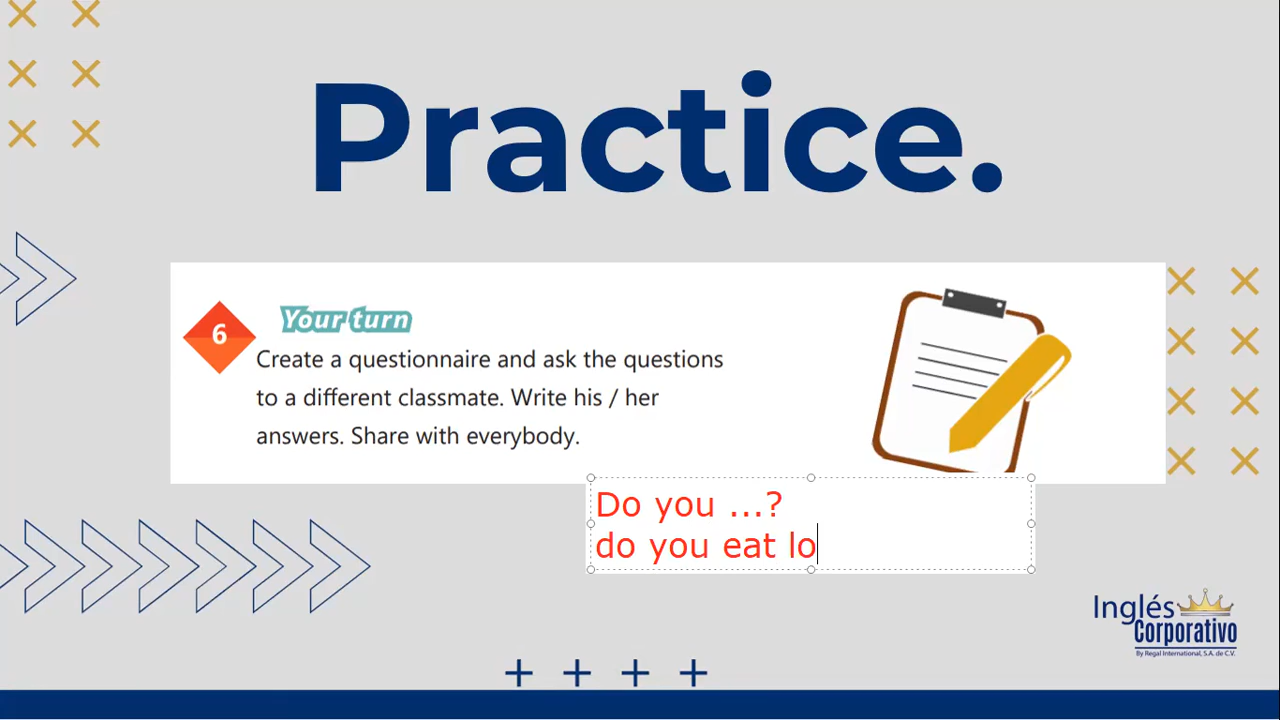 Practice.
6
Your turn
Create a questionnaire and ask the questions
to a different classmate. Write his / her
answers. Share with everybody.
Do you ...?
do you eat lo
Inglés
Corporativo
By Regal International, S.A. de C.V.